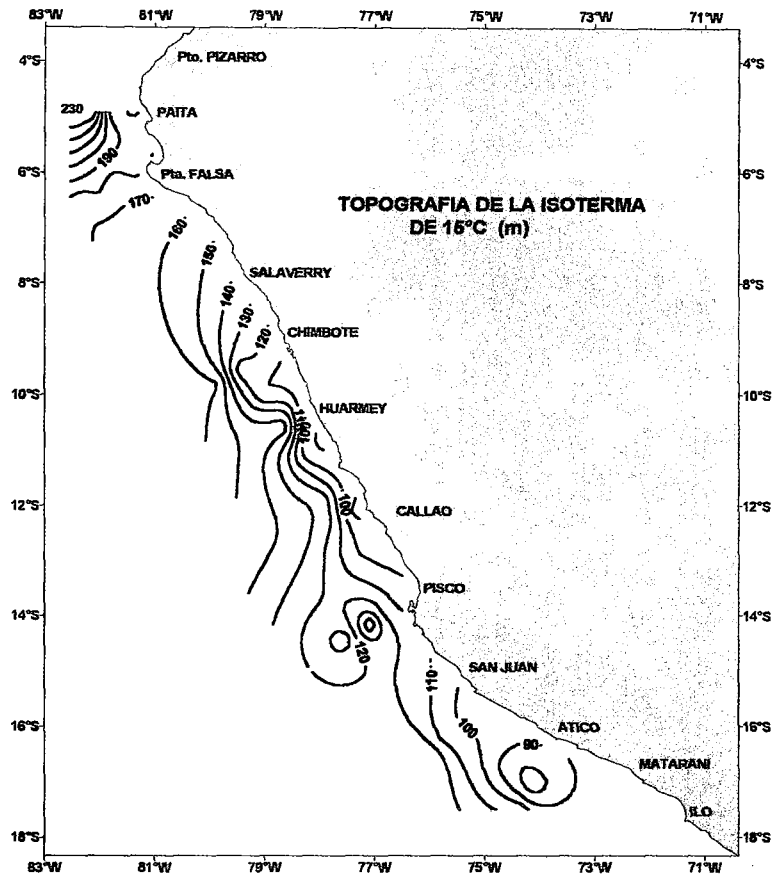 83°W 81°W 79°W 77°W 75°W 73°W 71°W
4°S 4°S
Pto. PIZARRO
230 PAITA
190
6°S Pta. FALSA 6°S
170
TOPOGRAFIA DE LA ISOTERMA
DE 15°C (m)
160
150
8°S SALAVERRY 8°S
140
130
120 CHIMBOTE
10°S 10°S
HUARMEY
110
100
12°S 100 CALLAO 12°S
PISCO
14°S 14°S
120
110 SAN JUAN
16°S 100 ATICO 16°S
90 MATARANI
ILO
18°S 18°S
83°W 81°W 79°W 77°W 75°W 73°W 71°W